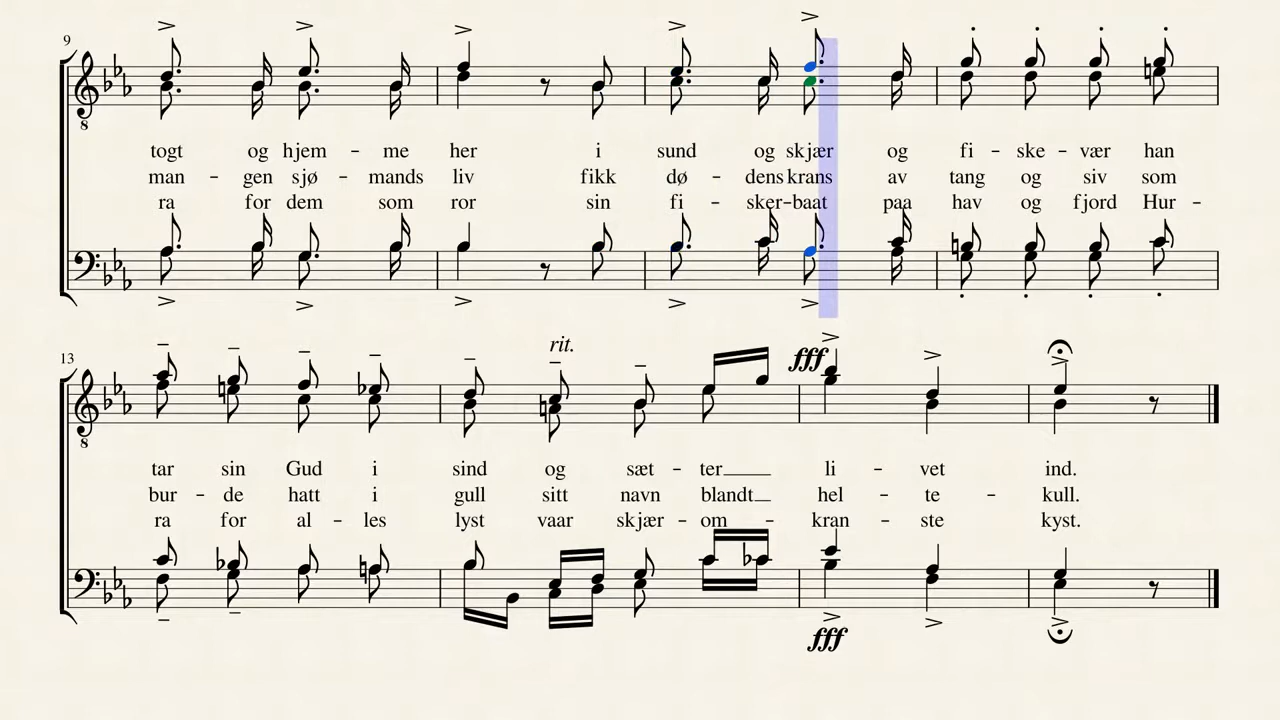 9
togt og hjem - me her i sund og skjær og fi - ske - vær han
man - gen sjø - mands liv fikk dø - dens krans av tang og siv som
ra for dem som ror sin fi - sker - baat paa hav og fjord Hur -
13
rit.
fff
tar sin Gud i sind og sæt - ter li - vet ind.
bur - de hatt i gull sitt navn blandt hel - te - kull.
ra for al - les lyst vaar skjær - om - kran - ste kyst.
fff